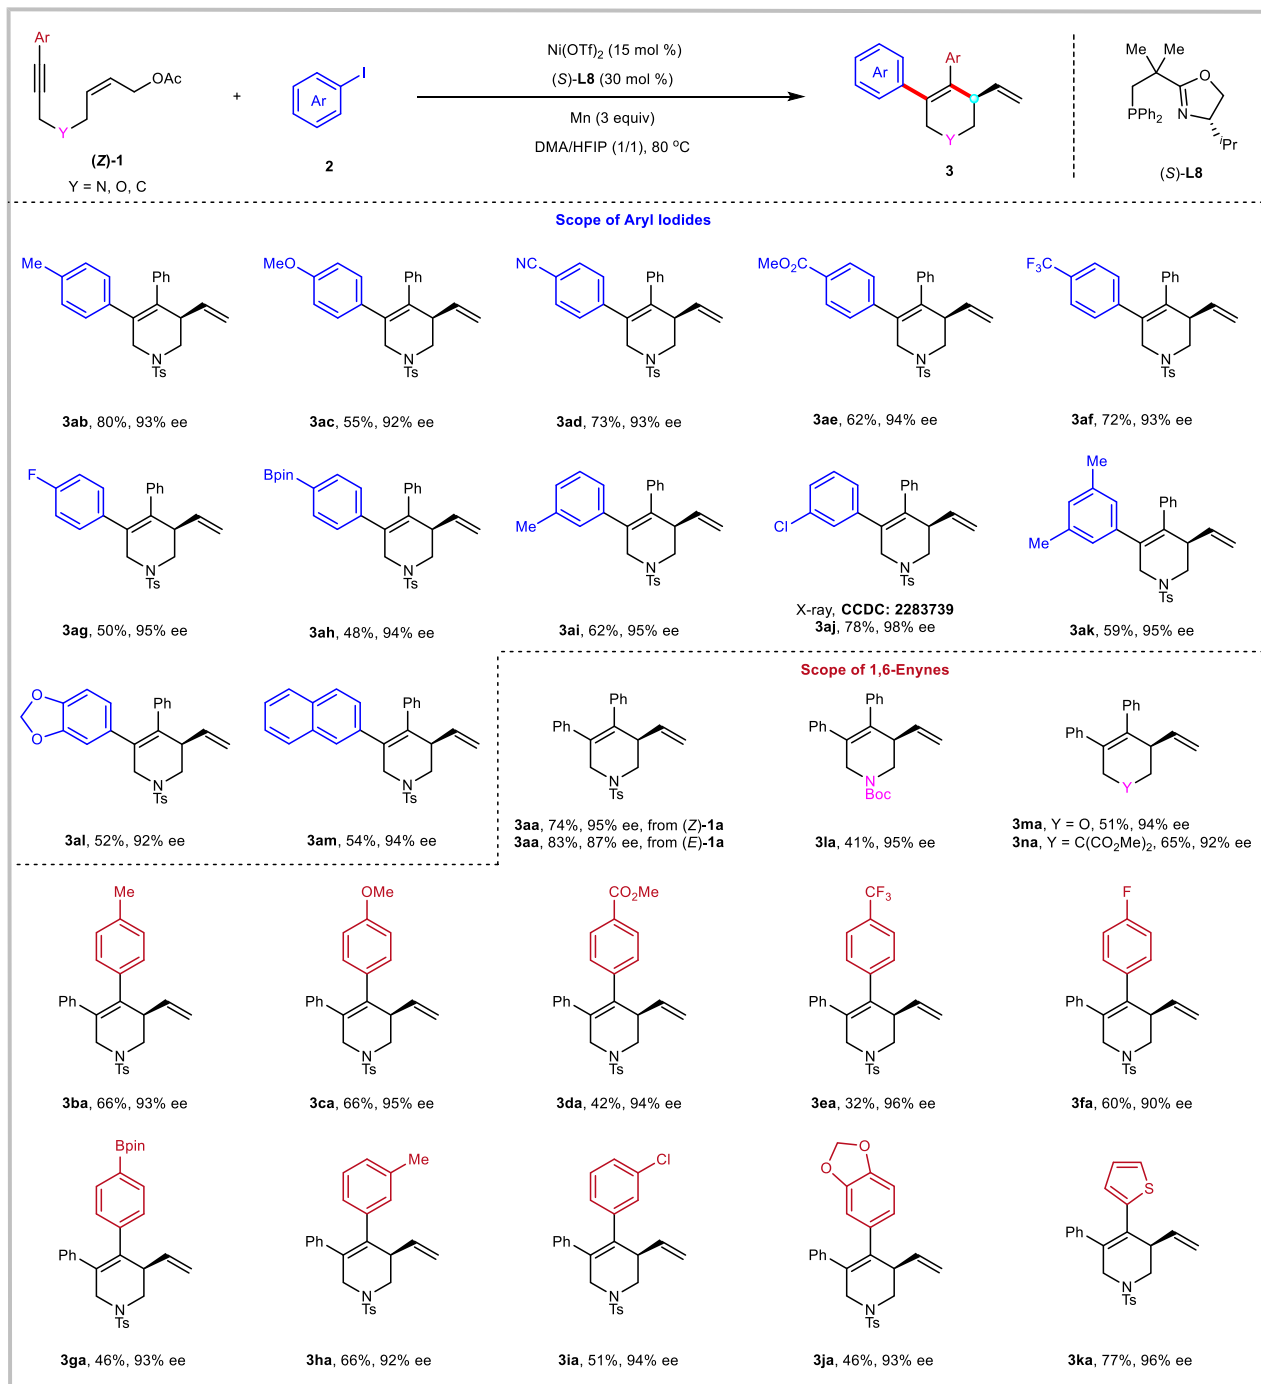 Ar
OAc
Y
(Z)-1
Y = N, O, C
+
I
Ar
2
Ni(OTf)2 (15 mol %)
(S)-L8 (30 mol %)
Mn (3 equiv)
DMA/HFIP (1/1), 80 °C
Ar
Ar
Y
3
Me
Me
O
PPh2
N
iPr
(S)-L8
Scope of Aryl Iodides
Me
Ph
N
Ts
3ab, 80%, 93% ee
MeO
Ph
N
Ts
3ac, 55%, 92% ee
NC
Ph
N
Ts
3ad, 73%, 93% ee
MeO2C
Ph
N
Ts
3ae, 62%, 94% ee
F3C
Ph
N
Ts
3af, 72%, 93% ee
F
Ph
N
Ts
3ag, 50%, 95% ee
Bpin
Ph
N
Ts
3ah, 48%, 94% ee
Me
Ph
N
Ts
3ai, 62%, 95% ee
Cl
Ph
N
Ts
X-ray, CCDC: 2283739
3aj, 78%, 98% ee
Me
Me
Ph
N
Ts
3ak, 59%, 95% ee
O
O
Ph
N
Ts
3al, 52%, 92% ee
Ph
N
Ts
3am, 54%, 94% ee
Scope of 1,6-Enynes
Ph
Ph
N
Ts
3aa, 74%, 95% ee, from (Z)-1a
3aa, 83%, 87% ee, from (E)-1a
Ph
Ph
N
Boc
3la, 41%, 95% ee
Ph
Ph
Y
3ma, Y = O, 51%, 94% ee
3na, Y = C(CO2Me)2, 65%, 92% ee
Me
Ph
N
Ts
3ba, 66%, 93% ee
OMe
Ph
N
Ts
3ca, 66%, 95% ee
CO2Me
Ph
N
Ts
3da, 42%, 94% ee
CF3
Ph
N
Ts
3ea, 32%, 96% ee
F
Ph
N
Ts
3fa, 60%, 90% ee
Bpin
Ph
N
Ts
3ga, 46%, 93% ee
Me
Ph
N
Ts
3ha, 66%, 92% ee
Cl
Ph
N
Ts
3ia, 51%, 94% ee
O
O
Ph
N
Ts
3ja, 46%, 93% ee
S
Ph
N
Ts
3ka, 77%, 96% ee